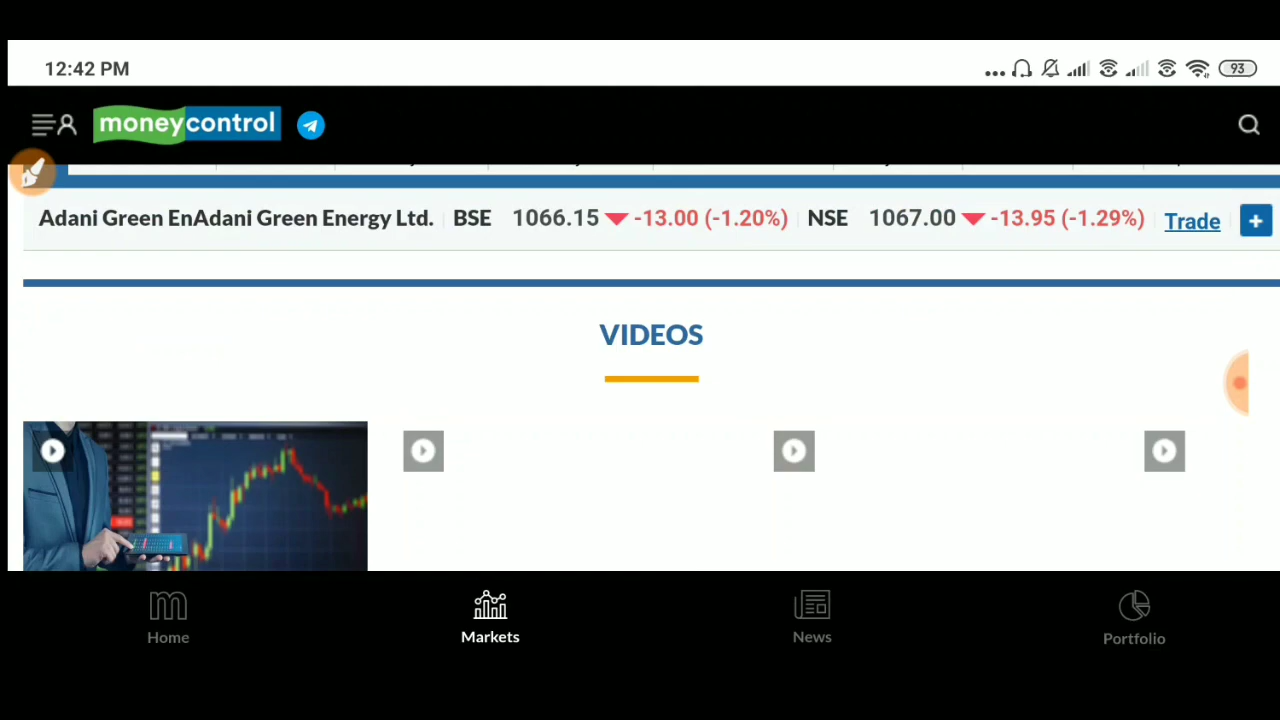 12:42 PM
93
moneycontrol
Adani Green EnAdani Green Energy Ltd. BSE 1066.15 -13.00 (-1.20%) NSE 1067.00 -13.95 (-1.29%) Trade +
VIDEOS
Home Markets News Portfolio